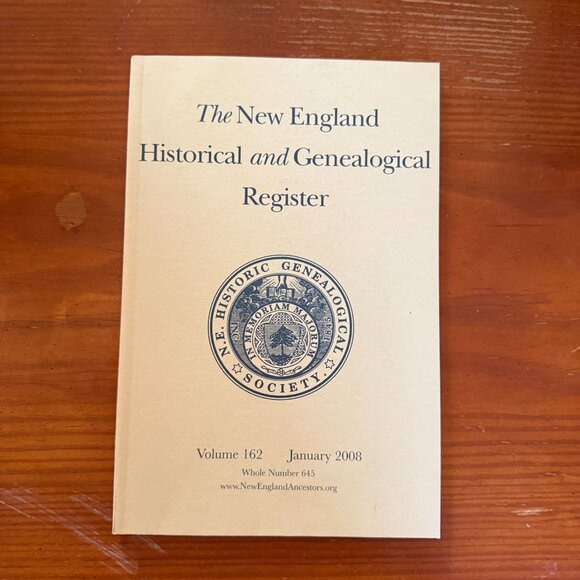 The New England
Historical and Genealogical
Register
N.E. HISTORIC GENEALOGICAL
SOCIETY.
IN MEMORIAM MAJORUM
Volume 162 January 2008
Whole Number 645
www.NewEnglandAncestors.org